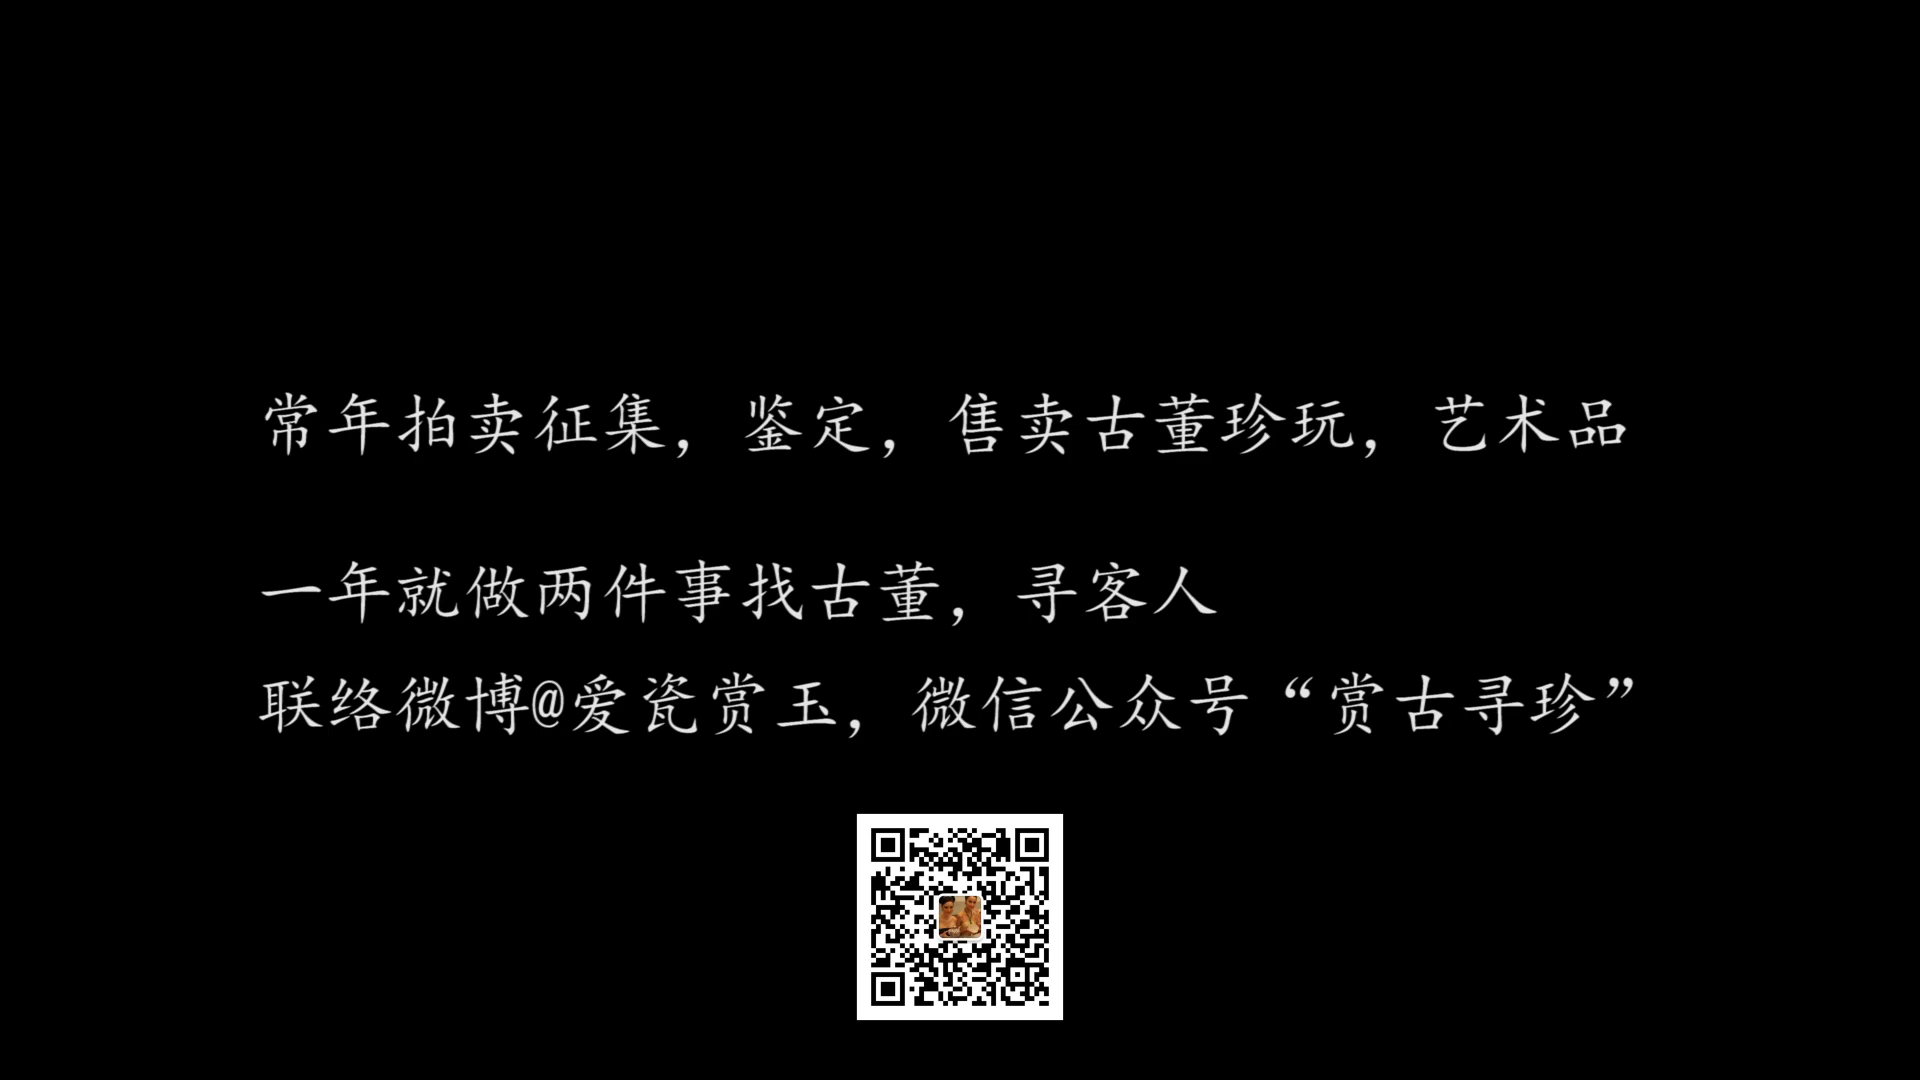 常年拍卖征集，鉴定，售卖古董珍玩，艺术品
一年就做两件事找古董，寻客人
联络微博@爱瓷赏玉，微信公众号“赏古寻珍”